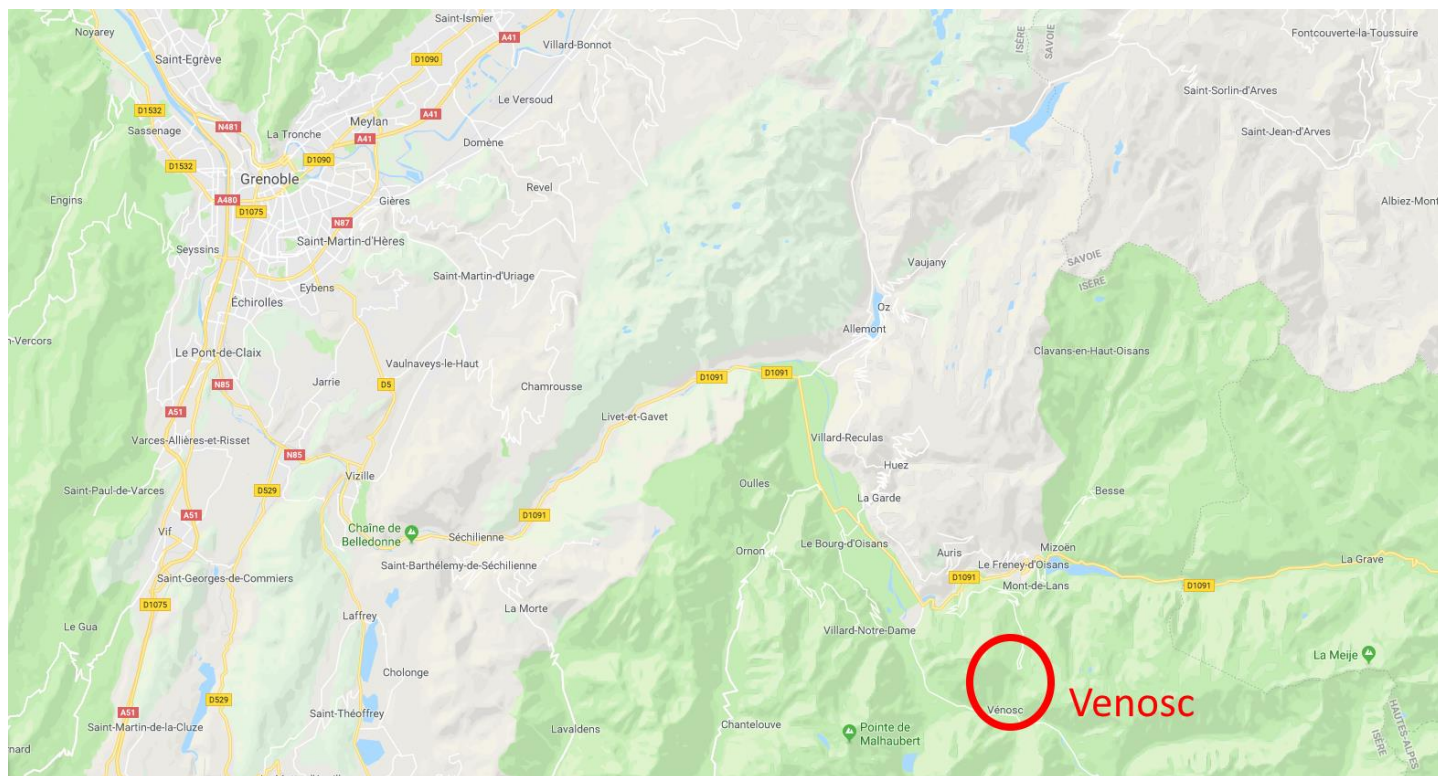 Noyarey
Saint-Ismier
A41
Villard-Bonnot
ISÈRE
SAVOIE
Fontcouverte-la-Toussuire
Saint-Egrève
D1090
Le Versoud
Saint-Sorlin-d'Arves
D1532
N481
La Tronche
Meylan
A41
A41
Saint-Jean-d'Arves
Sassenage
D1532
D1090
Domène
Grenoble
Revel
Engins
A480
D1075
Gières
Albiez-Mont
N87
Seyssins
Saint-Martin-d'Hères
Saint-Martin-d'Uriage
Vaujany
SAVOIE
ISÈRE
Eybens
Échirolles
Oz
Allemont
n-Vercors
Le Pont-de-Claix
Vaulnaveys-le-Haut
Clavans-en-Haut-Oisans
N85
Jarrie
D5
Chamrousse
D1091
D1091
A51
Livet-et-Gavet
Varces-Allières-et-Risset
N85
Villard-Reculas
Huez
Saint-Paul-de-Varces
D529
Vizille
Oulles
La Garde
Besse
A51
Vif
Chaîne de
Belledonne
Séchilienne
D1091
Le Bourg-d'Oisans
Ornon
Auris
Mizoën
La Grave
Saint-Barthélemy-de-Séchilienne
Le Freney-d'Oisans
D1091
Saint-Georges-de-Commiers
Mont-de-Lans
D1091
D1075
La Morte
Laffrey
Le Gua
Villard-Notre-Dame
La Meije
Cholonge
D529
Venosc
A51
Saint-Martin-de-la-Cluze
Saint-Théoffrey
Vénosc
Lavaldens
Chantelouve
Pointe de
Malhaubert
nard
ISÈRE
HAUTES-ALPES